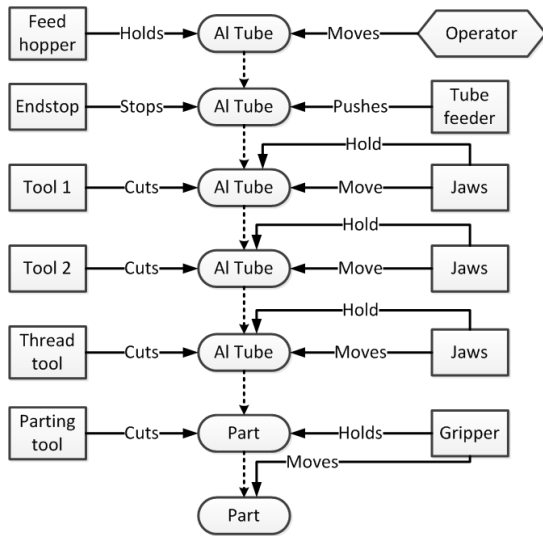 Feed
hopper
Holds
Al Tube
Moves
Operator
Endstop
Stops
Al Tube
Pushes
Tube
feeder
Hold
Tool 1
Cuts
Al Tube
Move
Jaws
Hold
Tool 2
Cuts
Al Tube
Move
Jaws
Hold
Thread
tool
Cuts
Al Tube
Moves
Jaws
Parting
tool
Cuts
Part
Holds
Gripper
Moves
Part